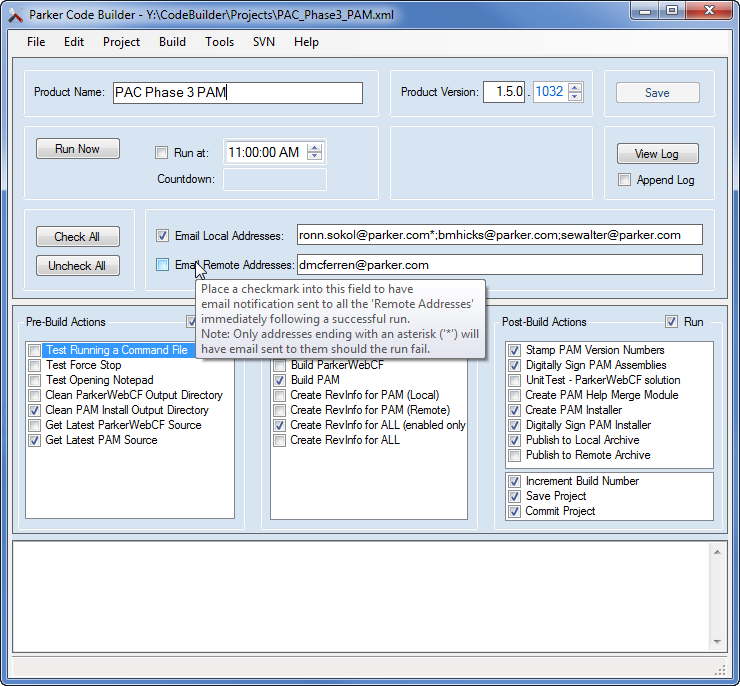 Parker Code Builder - Y:\CodeBuilder\Projects\PAC_Phase3_PAM.xml
File Edit Project Build Tools SVN Help
Product Name: PAC Phase 3 PAM
Product Version: 1.5.0 . 1032
Save
Run Now
Run at: 11:00:00 AM
Countdown:
View Log
Append Log
Check All
Uncheck All
Email Local Addresses: ronn.sokol@parker.com*;bmhicks@parker.com;sewalter@parker.com
Email Remote Addresses: dmcferren@parker.com
Place a checkmark into this field to have
email notification sent to all the 'Remote Addresses'
immediately following a successful run.
Note: Only addresses ending with an asterisk ('*') will
have email sent to them should the run fail.
Pre-Build Actions
Test Running a Command File
Test Force Stop
Test Opening Notepad
Clean ParkerWebCF Output Directory
Clean PAM Install Output Directory
Get Latest ParkerWebCF Source
Get Latest PAM Source
Build ParkerWebCF
Build PAM
Create RevInfo for PAM (Local)
Create RevInfo for PAM (Remote)
Create RevInfo for ALL (enabled only
Create RevInfo for ALL
Post-Build Actions
Run
Stamp PAM Version Numbers
Digitally Sign PAM Assemblies
UnitTest - ParkerWebCF solution
Create PAM Help Merge Module
Create PAM Installer
Digitally Sign PAM Installer
Publish to Local Archive
Publish to Remote Archive
Increment Build Number
Save Project
Commit Project